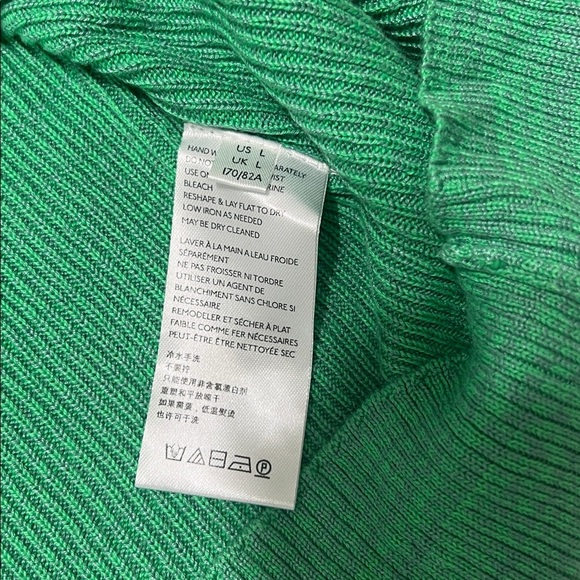 US L
UK L
170/82A
HAND W
ARATELY
DO NOT
IST
USE ON
RINE
BLEACH
RESHAPE & LAY FLAT TO DRY
LOW IRON AS NEEDED
MAY BE DRY CLEANED
LAVER À LA MAIN A LEAU FROIDE
SÉPARÉMENT
NE PAS FROISSER NI TORDRE
UTILISER UN AGENT DE
BLANCHIMENT SANS CHLORE SI
NÉCESSAIRE
REMODELER ET SÉCHER À PLAT
FAIBLE COMME FER NÉCESSAIRES
PEUT-ÊTRE ÊTRE NETTOYÉE SEC
冷水手洗
不要拧
只能使用非含氯漂白剂
重塑和平放晾干
如果需要，低温熨烫
也许可干洗
P